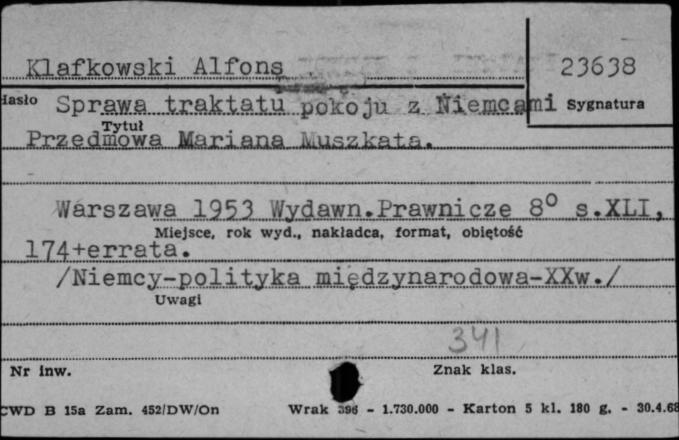 Klafkowski Alfons
23638
Hasło Sprawa traktatu pokoju z Niemcami Sygnatura
Tytuł
Przedmowa Mariana Muszkata.
Warszawa 1953 Wydawn.Prawnicze 8° s.XLI,
Miejsce, rok wyd., nakładca, format, objętość
174+errata.
/Niemcy-polityka międzynarodowa-XXw./
Uwagi
341
Nr inw.
Znak klas.
CWD B 15a Zam. 452/DW/On Wrak 396 - 1.730.000 - Karton 5 kl. 180 g. - 30.4.68